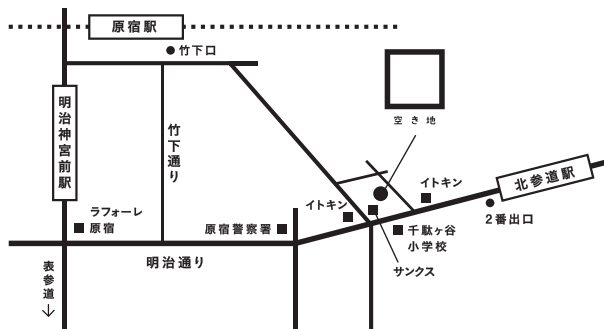 原宿駅
竹下口
空き地
明治神宮前駅
竹下通り
北参道駅
イトキン
イトキン
2番出口
ラフォーレ
原宿
原宿警察署
千駄ヶ谷
小学校
サンクス
明治通り
表参道
↓